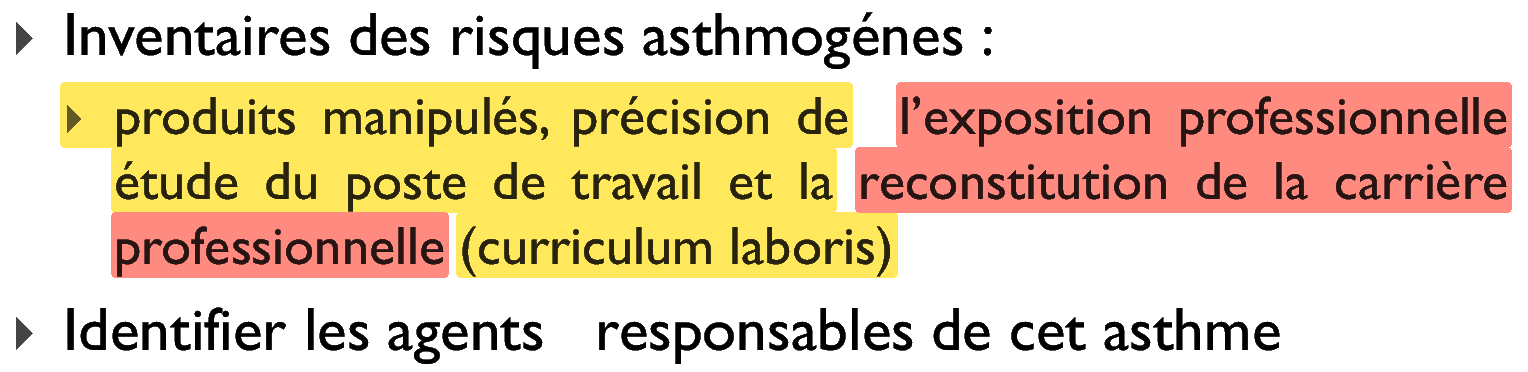 Inventaires des risques asthmogénes :
produits manipulés, précision de l'exposition professionnelle
étude du poste de travail et la reconstitution de la carrière
professionnelle (curriculum laboris)
Identifier les agents responsables de cet asthme